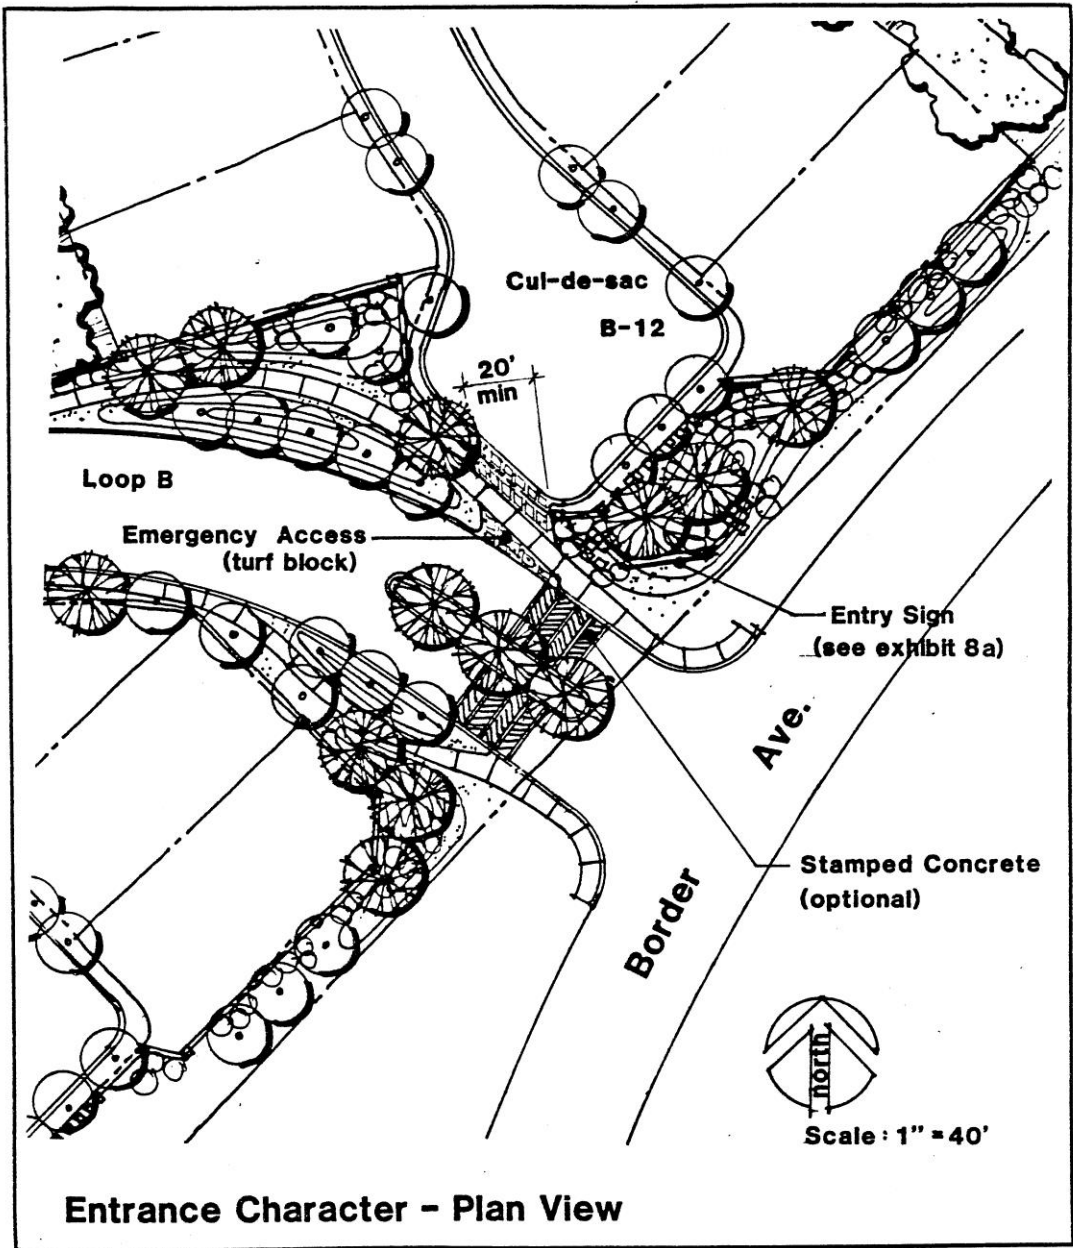 Cul-de-sac
B-12
20'
min
Loop B
Emergency Access
(turf block)
Entry Sign
(see exhibit 8a)
Ave.
Border
Stamped Concrete
(optional)
north
Scale : 1" = 40'
Entrance Character - Plan View